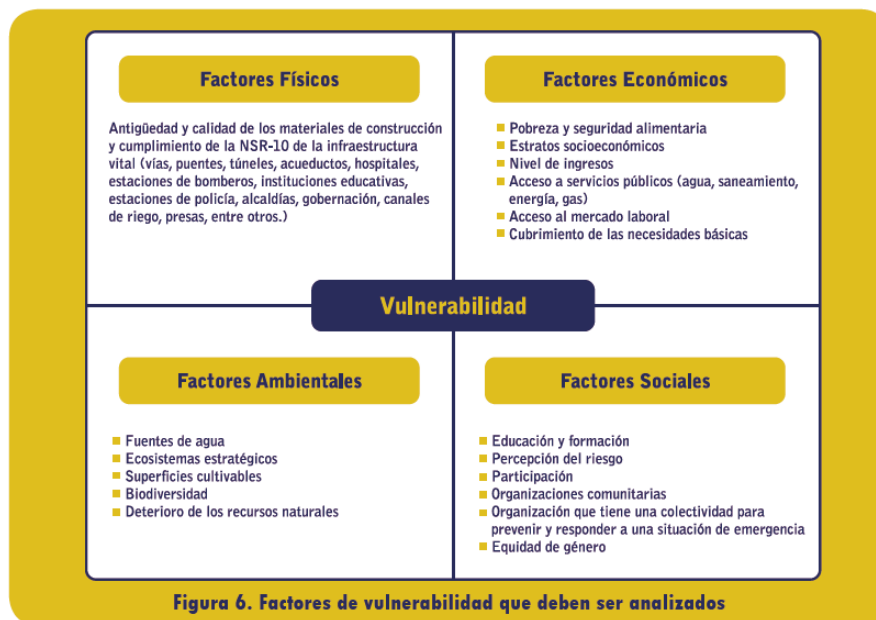 Factores Físicos
Antigüedad y calidad de los materiales de construcción
y cumplimiento de la NSR-10 de la infraestructura
vital (vías, puentes, túneles, acueductos, hospitales,
estaciones de bomberos, instituciones educativas,
estaciones de policía, alcaldías, gobernación, canales
de riego, presas, entre otros.)
Factores Económicos
Pobreza y seguridad alimentaria
Estratos socioeconómicos
Nivel de ingresos
Acceso a servicios públicos (agua, saneamiento,
energía, gas)
Acceso al mercado laboral
Cubrimiento de las necesidades básicas
Vulnerabilidad
Factores Ambientales
Fuentes de agua
Ecosistemas estratégicos
Superficies cultivables
Biodiversidad
Deterioro de los recursos naturales
Factores Sociales
Educación y formación
Percepción del riesgo
Participación
Organizaciones comunitarias
Organización que tiene una colectividad para
prevenir y responder a una situación de emergencia
Equidad de género
Figura 6. Factores de vulnerabilidad que deben ser analizados